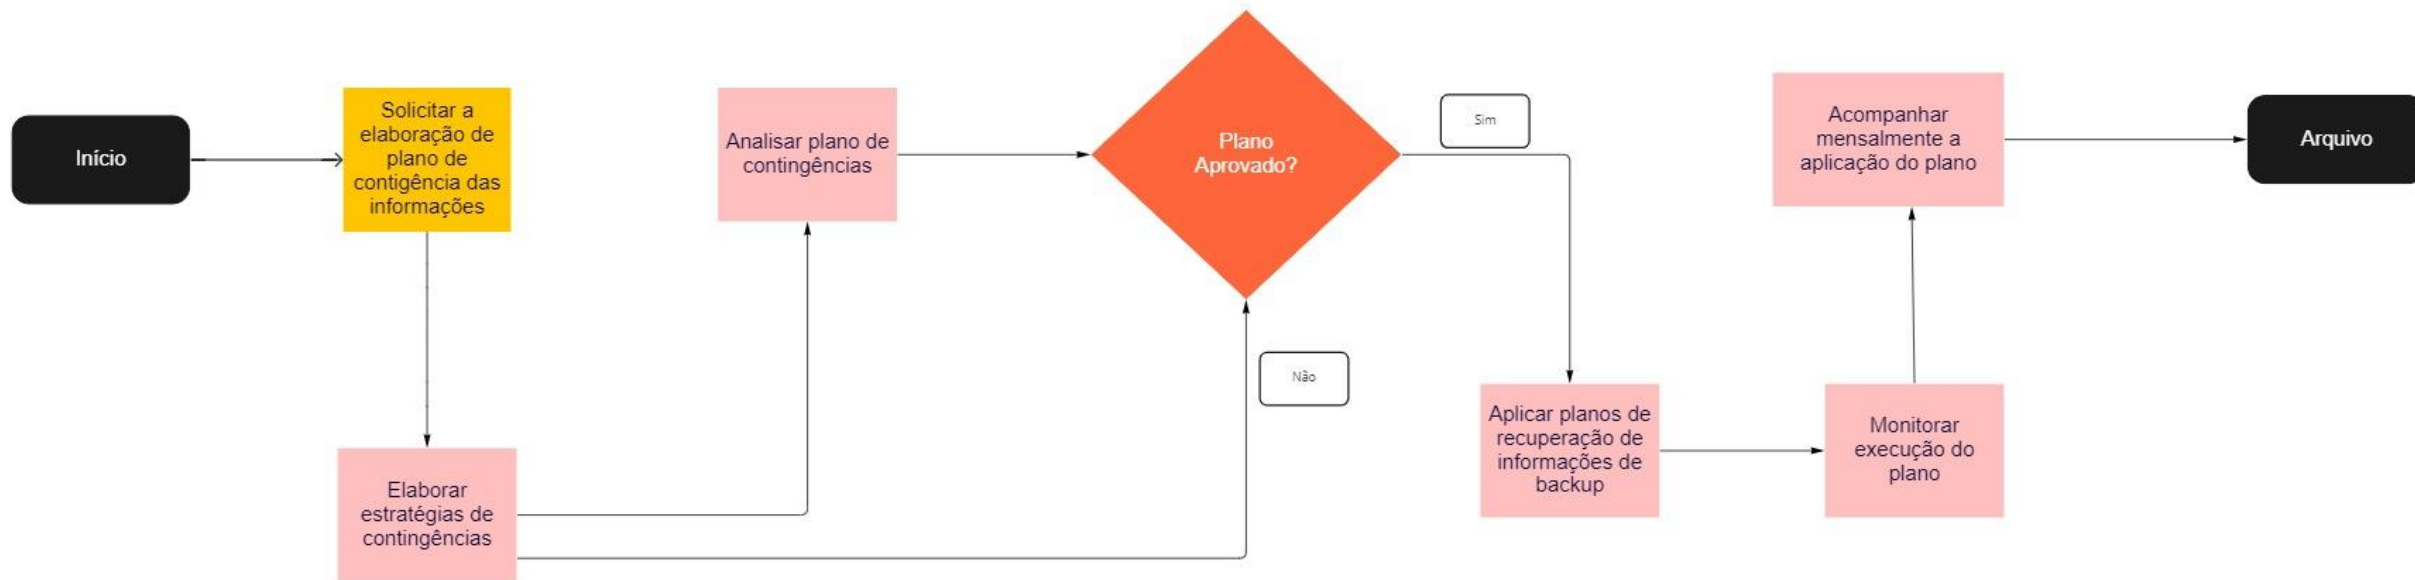 Início
Solicitar a
elaboração de
plano de
contigência das
informações
Elaborar
estratégias de
contingências
Analisar plano de
contingências
Plano
Aprovado?
Sim
Não
Aplicar planos de
recuperação de
informações de
backup
Monitorar
execução do
plano
Acompanhar
mensalmente a
aplicação do plano
Arquivo